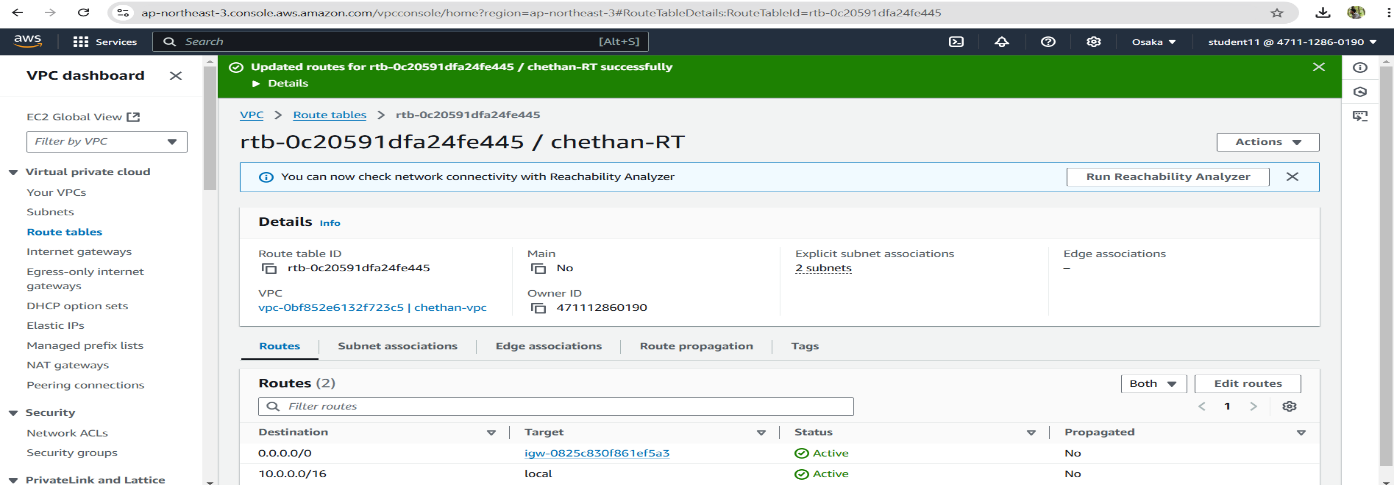 ap-northeast-3.console.aws.amazon.com/vpcconsole/home?region=ap-northeast-3#RouteTableDetails:RouteTableId=rtb-0c20591dfa24fe445
aws Services Search [Alt+S] Osaka student11 @ 4711-1286-0190
VPC dashboard
EC2 Global View
Filter by VPC
Virtual private cloud
Your VPCs
Subnets
Route tables
Internet gateways
Egress-only internet
gateways
DHCP option sets
Elastic IPs
Managed prefix lists
NAT gateways
Peering connections
Security
Network ACLs
Security groups
PrivateLink and Lattice
Updated routes for rtb-0c20591dfa24fe445 / chethan-RT successfully
Details
VPC > Route tables > rtb-0c20591dfa24fe445
rtb-0c20591dfa24fe445 / chethan-RT
Actions
You can now check network connectivity with Reachability Analyzer
Run Reachability Analyzer
Details Info
Route table ID
rtb-0c20591dfa24fe445
Main
No
Explicit subnet associations
2 subnets
Edge associations
–
VPC
vpc-0bf852e6132f723c5 | chethan-vpc
Owner ID
471112860190
Routes Subnet associations Edge associations Route propagation Tags
Routes (2)
Both Edit routes
Filter routes
1
Destination Target Status Propagated
0.0.0.0/0 igw-0825c830f861ef5a3 Active No
10.0.0.0/16 local Active No